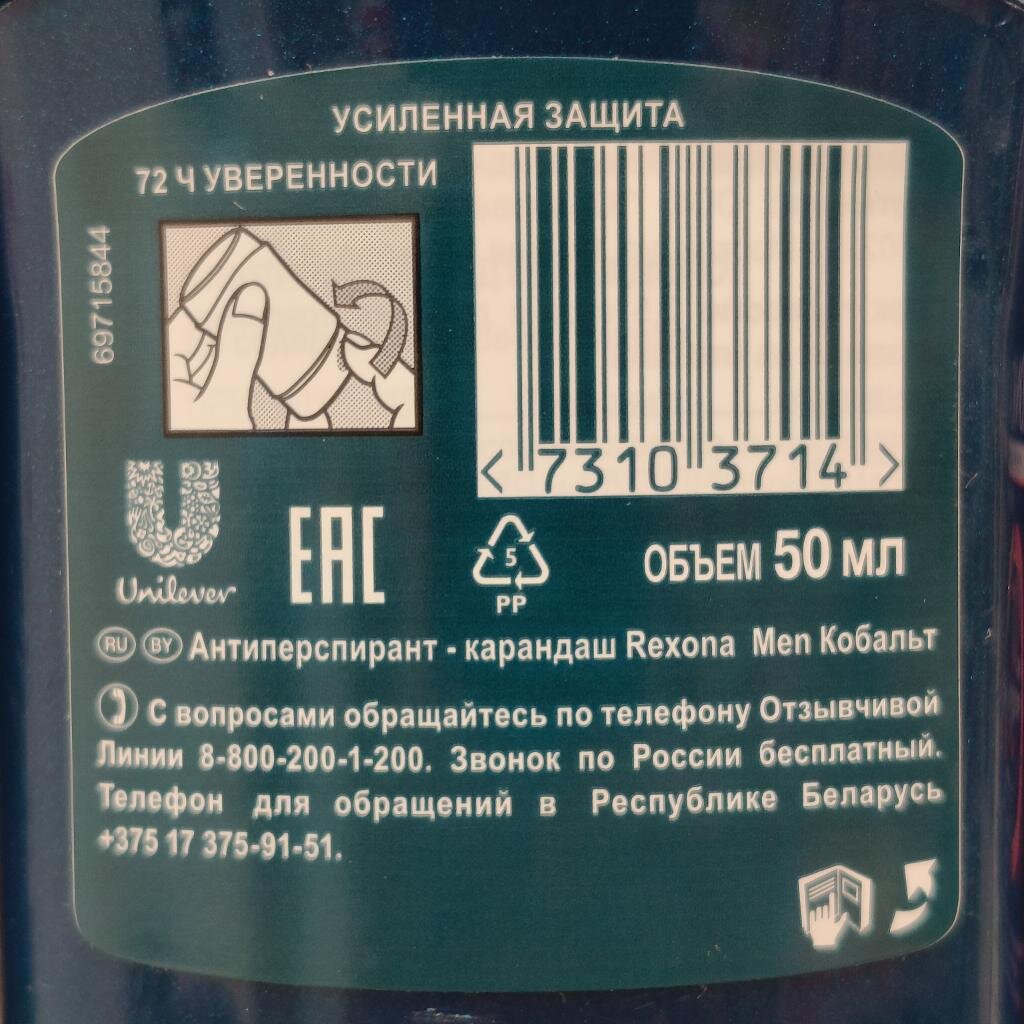 УСИЛЕННАЯ ЗАЩИТА
72 Ч УВЕРЕННОСТИ
69715844
< 7310 3714 >
Unilever
EAC
5
PP
ОБЪЕМ 50 МЛ
RU BY Антиперспирант - карандаш Rexona Men Кобальт
С вопросами обращайтесь по телефону Отзывчивой
Линии 8-800-200-1-200. Звонок по России бесплатный.
Телефон для обращений в Республике Беларусь
+375 17 375-91-51.